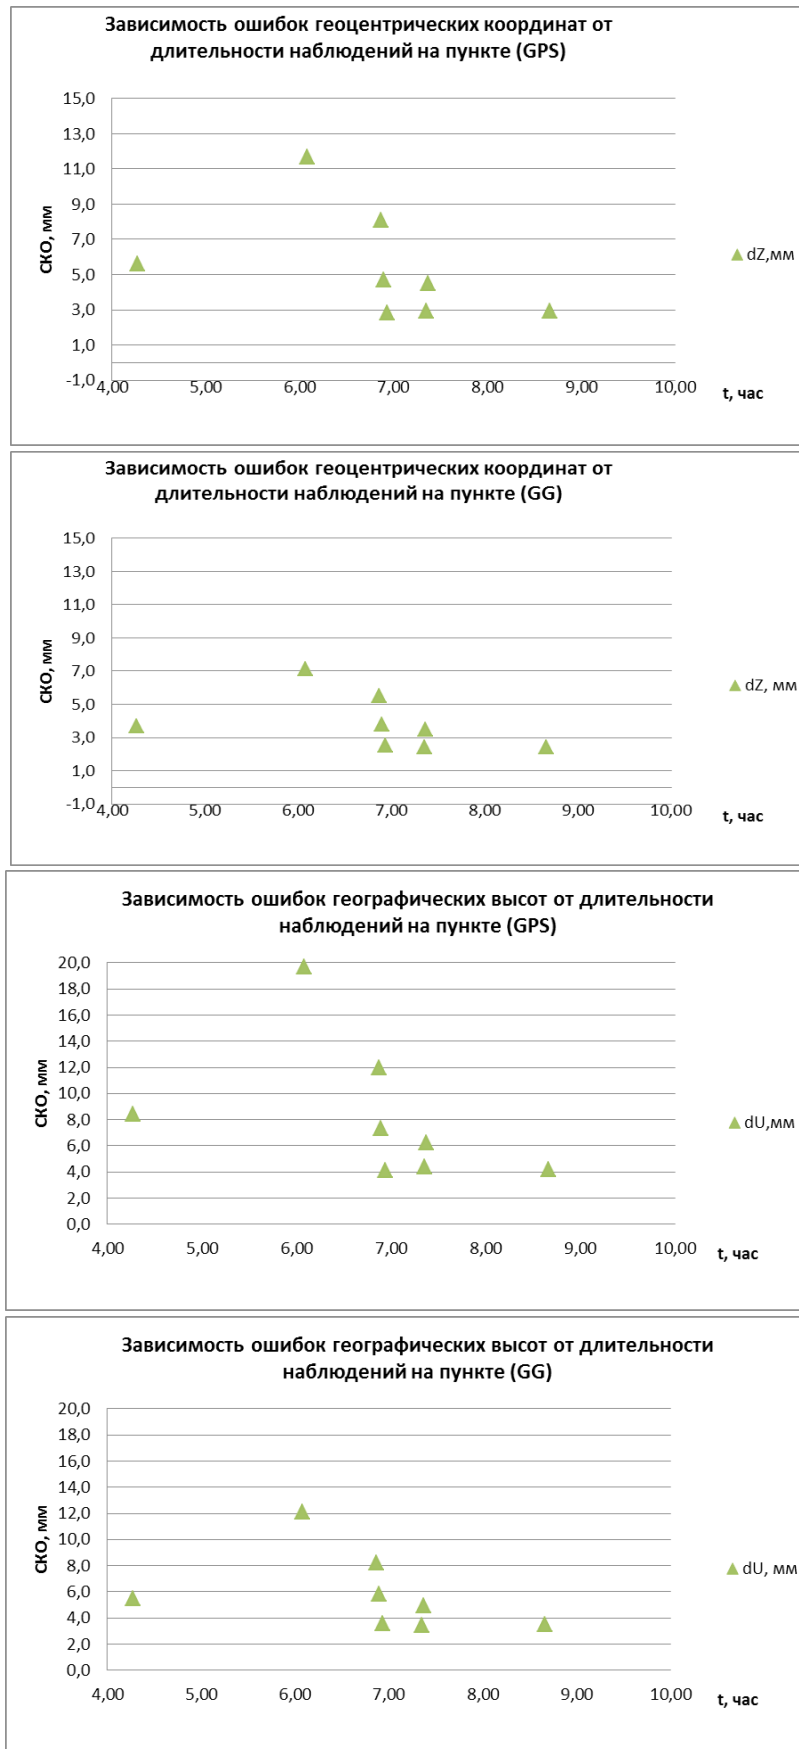 Зависимость ошибок геоцентрических координат от
длительности наблюдений на пункте (GPS)
15,0
13,0
11,0
9,0
7,0
5,0
3,0
1,0
-1,0
СКО, мм
4,00 5,00 6,00 7,00 8,00 9,00 10,00
t, час
dZ,мм
Зависимость ошибок геоцентрических координат от
длительности наблюдений на пункте (GG)
15,0
13,0
11,0
9,0
7,0
5,0
3,0
1,0
-1,0
СКО, мм
4,00 5,00 6,00 7,00 8,00 9,00 10,00
t, час
dZ, мм
Зависимость ошибок географических высот от длительности
наблюдений на пункте (GPS)
20,0
18,0
16,0
14,0
12,0
10,0
8,0
6,0
4,0
2,0
0,0
СКО, мм
4,00 5,00 6,00 7,00 8,00 9,00 10,00
t, час
dU,мм
Зависимость ошибок географических высот от длительности
наблюдений на пункте (GG)
20,0
18,0
16,0
14,0
12,0
10,0
8,0
6,0
4,0
2,0
0,0
СКО, мм
4,00 5,00 6,00 7,00 8,00 9,00 10,00
t, час
dU, мм